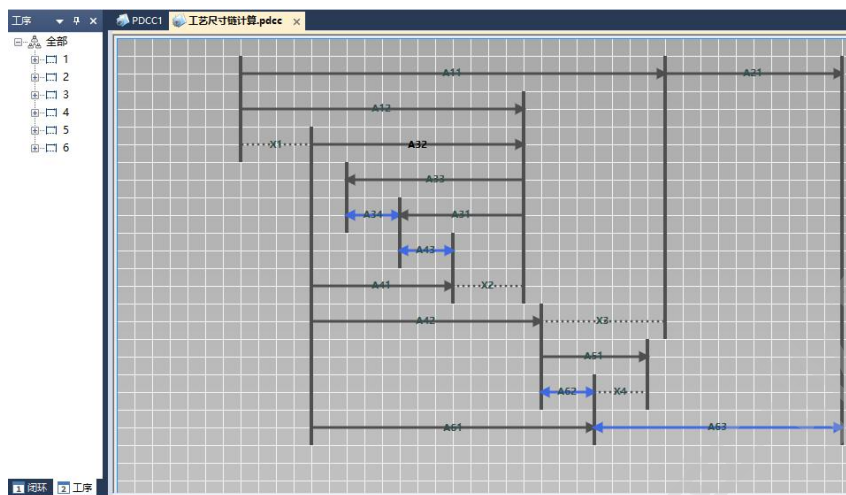 工序
PDCC1
工艺尺寸链计算.pdcc
全部
1
2
3
4
5
6
A11
A21
A12
X1
A32
A33
A34
A31
A43
A41
X2
A42
X3
A51
A62
X4
A61
A63
1 闭环
2 工序